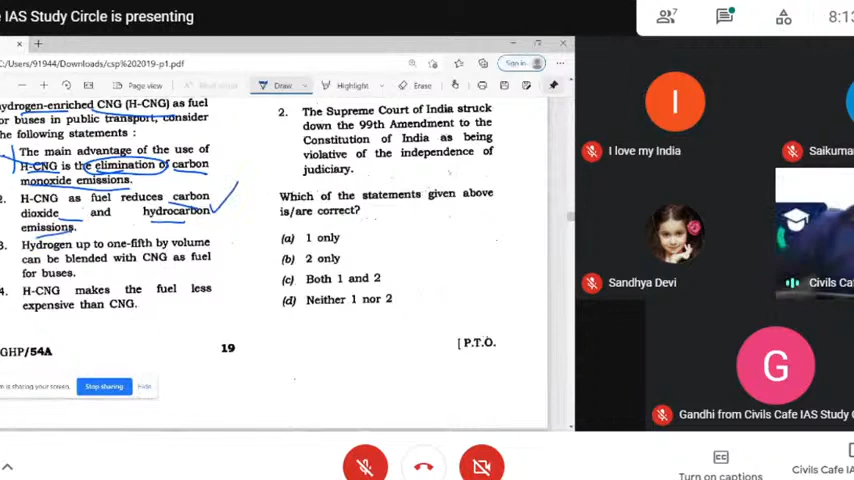 e IAS Study Circle is presenting
7
8:13
C:/Users/91944/Downloads/csp%202019-p1.pdf
Sign in
Page view
Draw
Highlight
Erase
hydrogen-enriched CNG (H-CNG) as fuel
or buses in public transport, consider
the following statements :
The main advantage of the use of
H-CNG is the elimination of carbon
monoxide emissions.
2. H-CNG as fuel reduces carbon
dioxide and hydrocarbon
emissions.
3. Hydrogen up to one-fifth by volume
can be blended with CNG as fuel
for buses.
4. H-CNG makes the fuel less
expensive than CNG.
GHP/54A
19
2. The Supreme Court of India struck
down the 99th Amendment to the
Constitution of India as being
violative of the independence of
judiciary.
Which of the statements given above
is/are correct?
(a) 1 only
(b) 2 only
(c) Both 1 and 2
(d) Neither 1 nor 2
[ P.T.O.
m is sharing your screen.
Stop sharing
Hide
I
I love my India
Saikuma
Sandhya Devi
Civils Ca
G
Gandhi from Civils Cafe IAS Study C
CC
Turn on captions
Civils Cafe IA